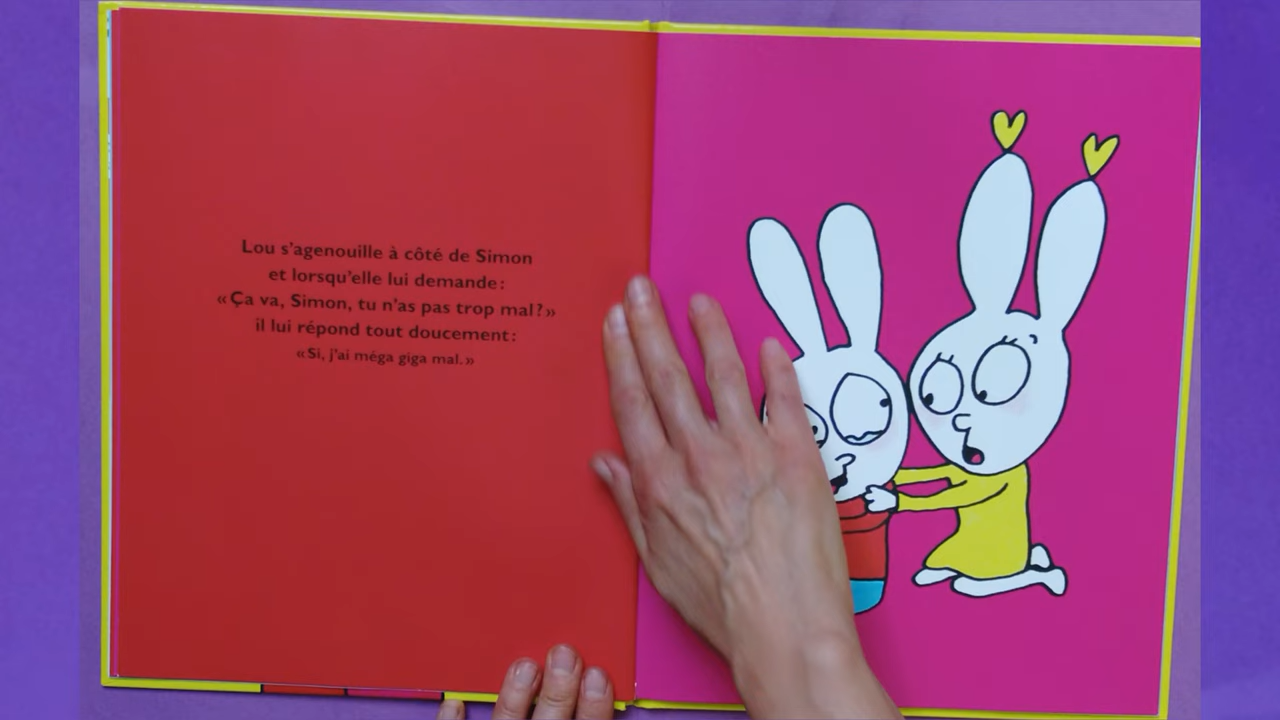 Lou s'agenouille à côté de Simon
et lorsqu'elle lui demande :
« Ça va, Simon, tu n'as pas trop mal ? »
il lui répond tout doucement :
« Si, j'ai méga giga mal. »